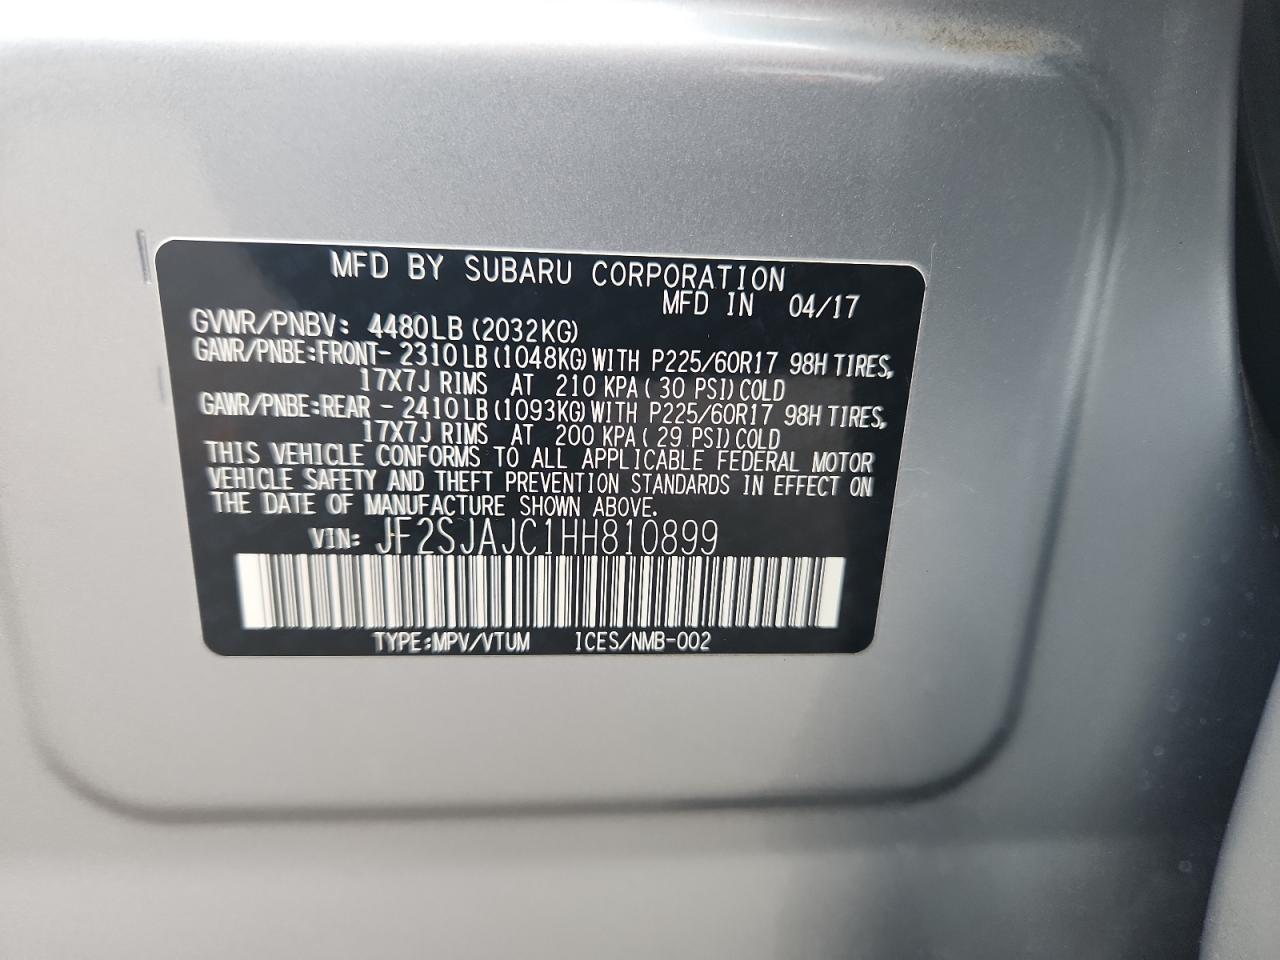 MFD BY SUBARU CORPORATION
MFD IN 04/17
GVWR/PNBV: 4480LB (2032KG)
GAWR/PNBE:FRONT- 2310LB (1048KG)WITH P225/60R17 98H TIRES,
17X7J RIMS AT 210 KPA( 30 PSI)COLD
GAWR/PNBE:REAR - 2410LB (1093KG)WITH P225/60R17 98H TIRES,
17X7J RIMS AT 200 KPA( 29 PSI)COLD
THIS VEHICLE CONFORMS TO ALL APPLICABLE FEDERAL MOTOR
VEHICLE SAFETY AND THEFT PREVENTION STANDARDS IN EFFECT ON
THE DATE OF MANUFACTURE SHOWN ABOVE.
VIN: JF2SJAJC1HH810899
TYPE:MPV/VTUM ICES/NMB-002